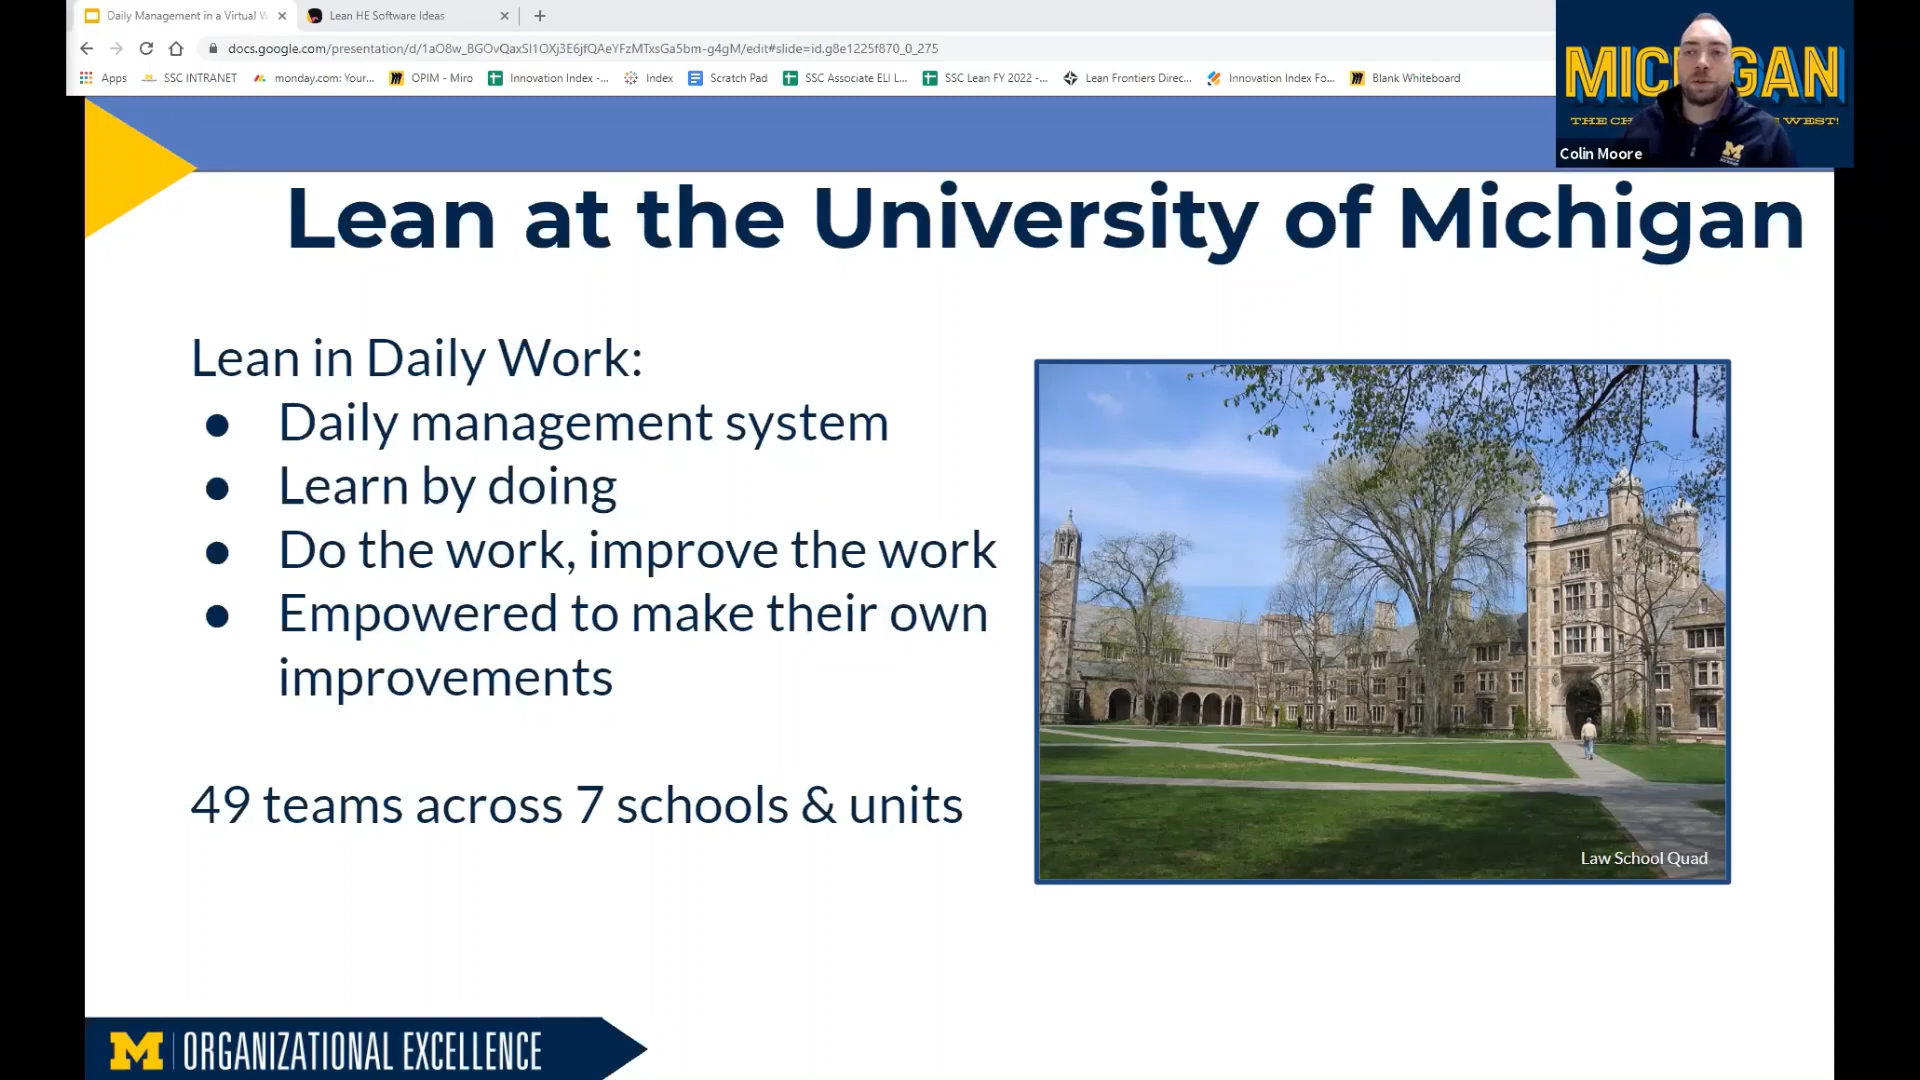 Daily Management in a Virtual W
Lean HE Software Ideas
docs.google.com/presentation/d/1aO8w_BGOvQaxSI1OXj3E6jfQAeYFzMTxsGa5bm-g4gM/edit#slide=id.g8e1225f870_0_275
Apps SSC INTRANET monday.com: Your... OPIM - Miro Innovation Index -... Index Scratch Pad SSC Associate ELI L... SSC Lean FY 2022 -... Lean Frontiers Direc... Innovation Index Fo... Blank Whiteboard
MIC GAN
THE CH WEST!
M
Colin Moore
Lean at the University of Michigan
Lean in Daily Work:
● Daily management system
● Learn by doing
● Do the work, improve the work
● Empowered to make their own
improvements
49 teams across 7 schools & units
Law School Quad
M ORGANIZATIONAL EXCELLENCE